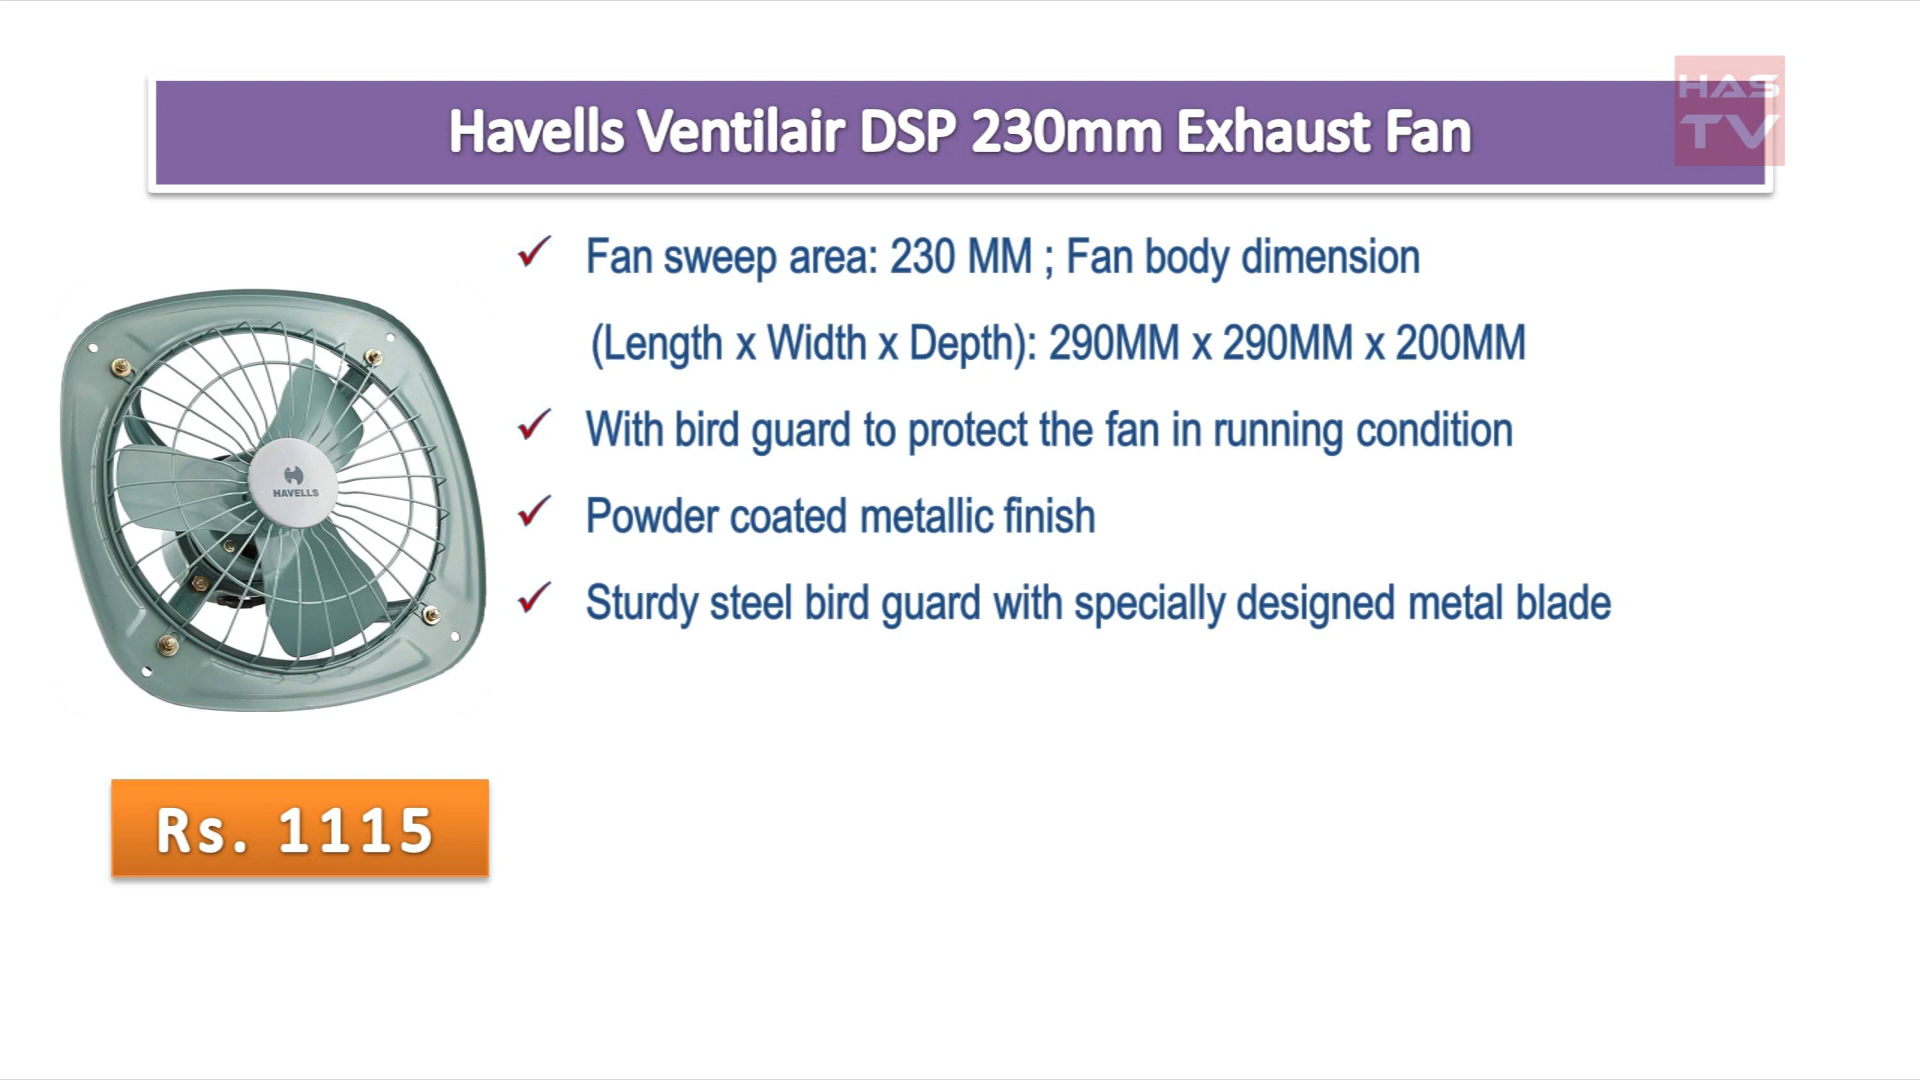 Havells Ventilair DSP 230mm Exhaust Fan
HAS
TV
Fan sweep area: 230 MM ; Fan body dimension
(Length x Width x Depth): 290MM x 290MM x 200MM
With bird guard to protect the fan in running condition
Powder coated metallic finish
Sturdy steel bird guard with specially designed metal blade
HAVELLS
Rs. 1115